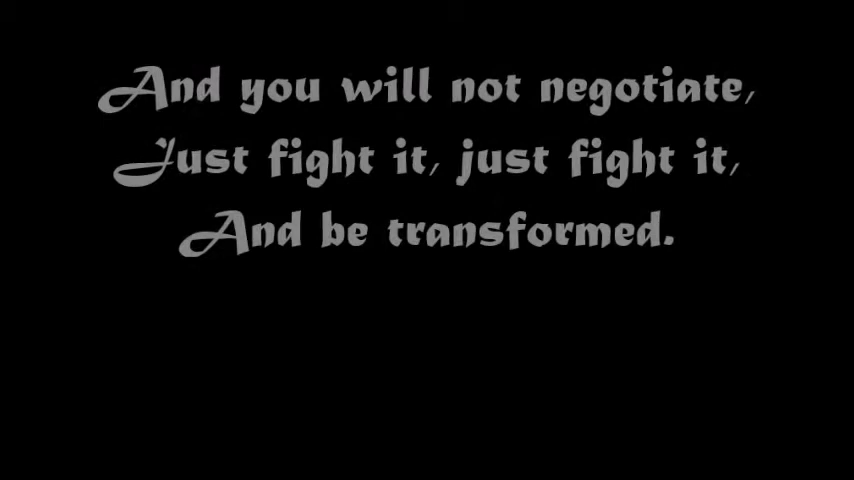 And you will not negotiate,
Just fight it, just fight it,
And be transformed.